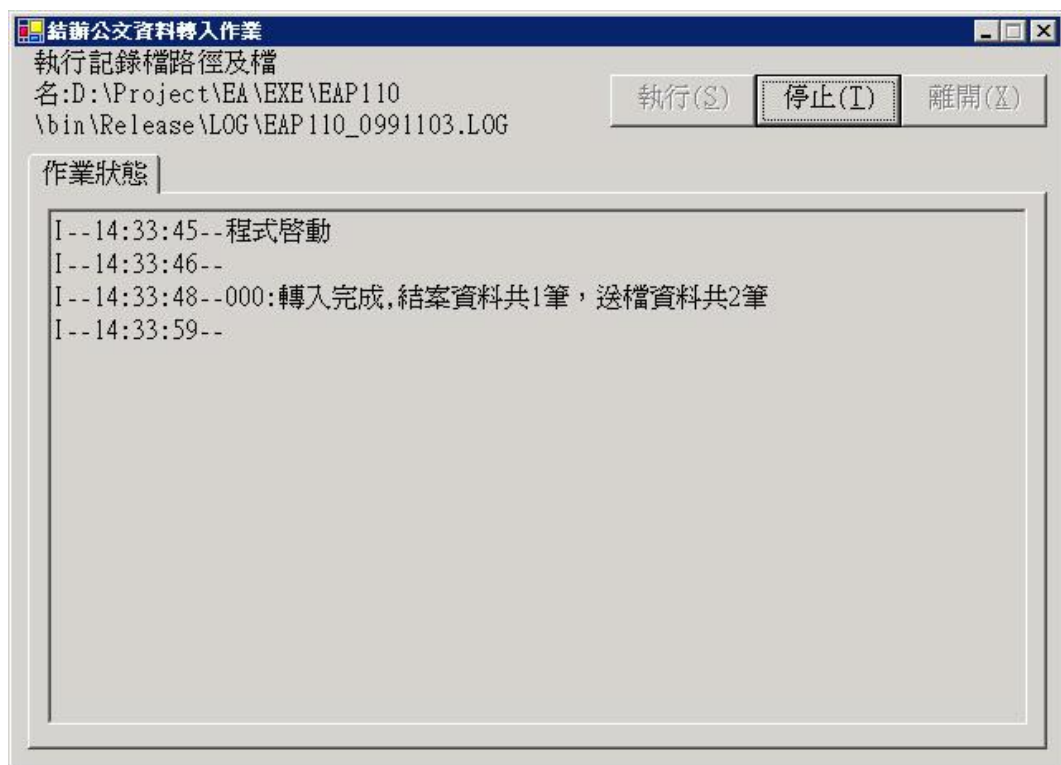 結辦公文資料轉入作業
執行記錄檔路徑及檔
名:D:\Project\EA\EXE\EAP110
\bin\Release\LOG\EAP110_0991103.LOG
執行(S) 停止(T) 離開(X)
作業狀態
I--14:33:45--程式啓動
I--14:33:46--
I--14:33:48--000:轉入完成,結案資料共1筆，送檔資料共2筆
I--14:33:59--